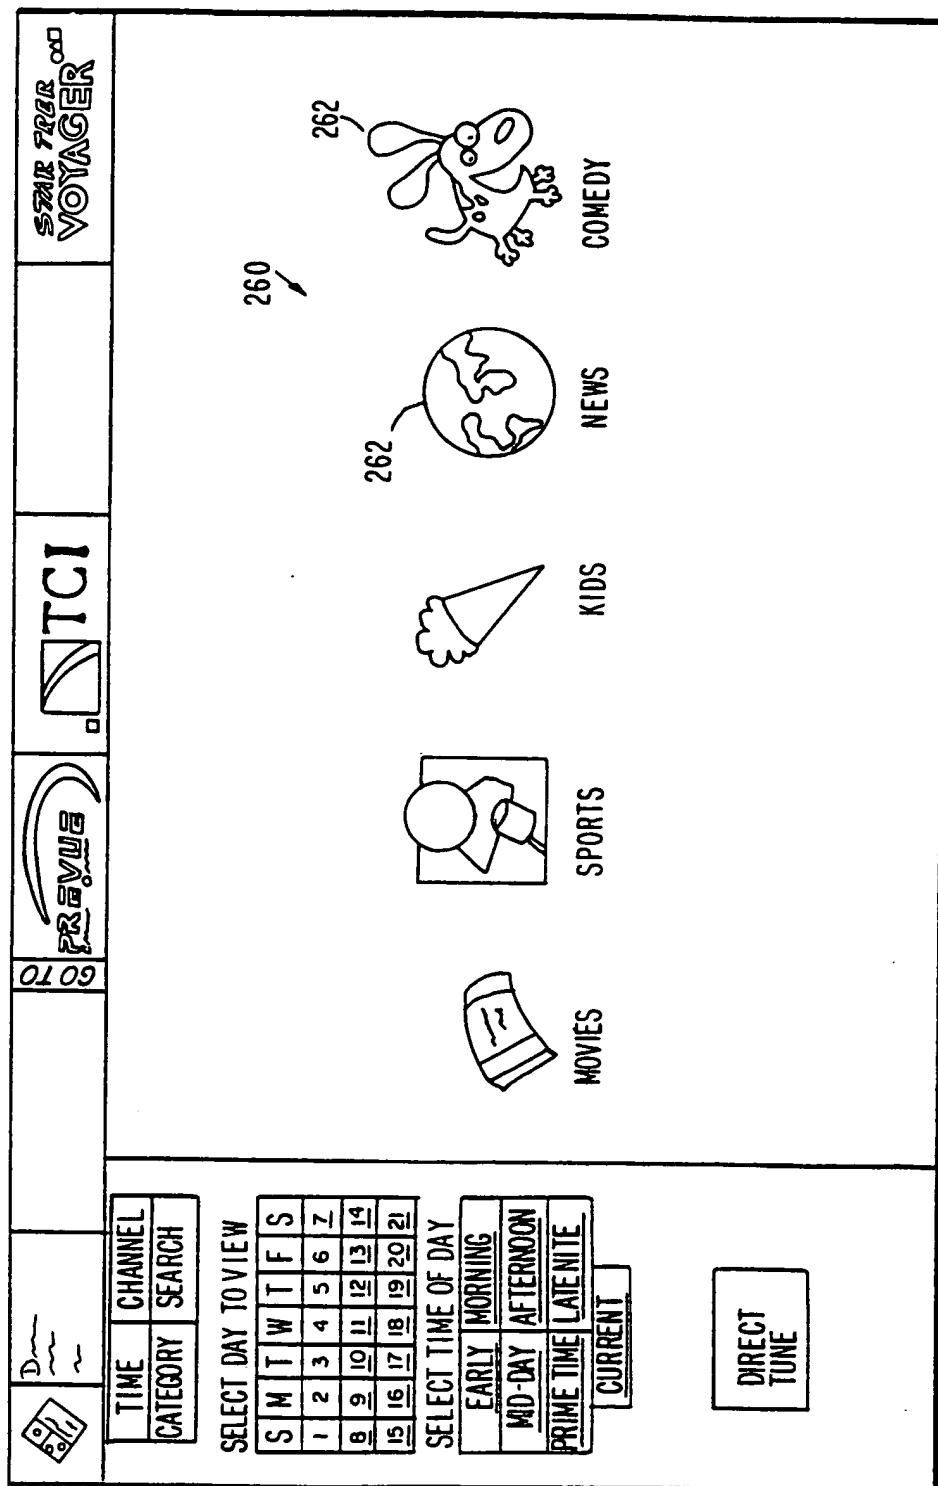 GO TO
PREVUE
TCI
STAR TREK
VOYAGER
TIME CHANNEL
CATEGORY SEARCH
SELECT DAY TO VIEW
S M T W T F S
1 2 3 4 5 6 7
8 9 10 11 12 13 14
15 16 17 18 19 20 21
SELECT TIME OF DAY
EARLY MORNING
MID-DAY AFTERNOON
PRIME TIME LATENITE
CURRENT
DIRECT
TUNE
260
262
262
MOVIES
SPORTS
KIDS
NEWS
COMEDY